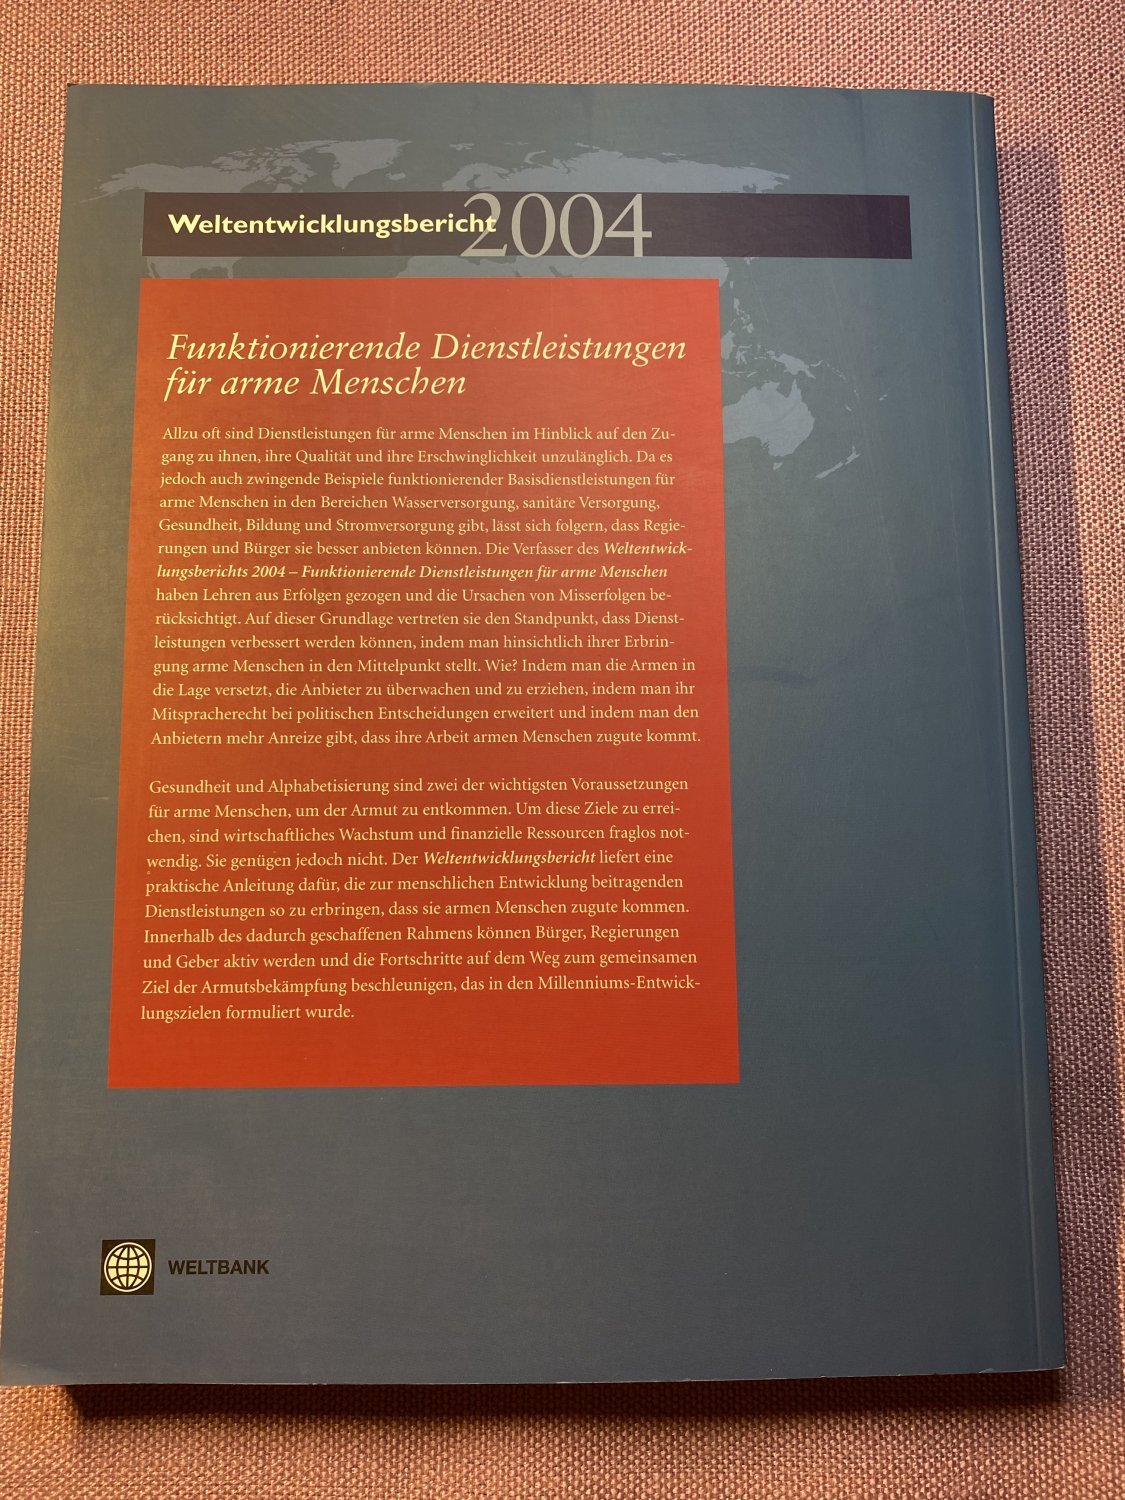 Weltentwicklungsbericht 2004
Funktionierende Dienstleistungen
für arme Menschen
Allzu oft sind Dienstleistungen für arme Menschen im Hinblick auf den Zu-
gang zu ihnen, ihre Qualität und ihre Erschwinglichkeit unzulänglich. Da es
jedoch auch zwingende Beispiele funktionierender Basisdienstleistungen für
arme Menschen in den Bereichen Wasserversorgung, sanitäre Versorgung,
Gesundheit, Bildung und Stromversorgung gibt, lässt sich folgern, dass Regie-
rungen und Bürger sie besser anbieten können. Die Verfasser des Weltentwick-
lungsberichts 2004 – Funktionierende Dienstleistungen für arme Menschen
haben Lehren aus Erfolgen gezogen und die Ursachen von Misserfolgen be-
rücksichtigt. Auf dieser Grundlage vertreten sie den Standpunkt, dass Dienst-
leistungen verbessert werden können, indem man hinsichtlich ihrer Erbrin-
gung arme Menschen in den Mittelpunkt stellt. Wie? Indem man die Armen in
die Lage versetzt, die Anbieter zu überwachen und zu erziehen, indem man ihr
Mitspracherecht bei politischen Entscheidungen erweitert und indem man den
Anbietern mehr Anreize gibt, dass ihre Arbeit armen Menschen zugute kommt.
Gesundheit und Alphabetisierung sind zwei der wichtigsten Voraussetzungen
für arme Menschen, um der Armut zu entkommen. Um diese Ziele zu errei-
chen, sind wirtschaftliches Wachstum und finanzielle Ressourcen fraglos not-
wendig. Sie genügen jedoch nicht. Der Weltentwicklungsbericht liefert eine
praktische Anleitung dafür, die zur menschlichen Entwicklung beitragenden
Dienstleistungen so zu erbringen, dass sie armen Menschen zugute kommen.
Innerhalb des dadurch geschaffenen Rahmens können Bürger, Regierungen
und Geber aktiv werden und die Fortschritte auf dem Weg zum gemeinsamen
Ziel der Armutsbekämpfung beschleunigen, das in den Millenniums-Entwick-
lungszielen formuliert wurde.
WELTBANK